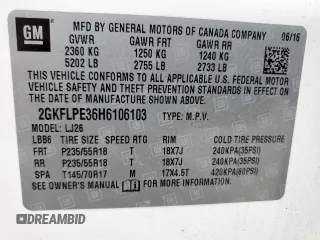 GM
MFD BY GENERAL MOTORS OF CANADA COMPANY 06/16
GVWR GAWR FRT GAWR RR
2360 KG 1250 KG 1240 KG
5202 LB 2755 LB 2733 LB
THIS VEHICLE CONFORMS TO ALL APPLICABLE U.S. FEDERAL MOTOR
VEHICLE SAFETY AND THEFT PREVENTION STANDARDS IN EFFECT ON THE DATE
OF MANUFACTURE SHOWN ABOVE.
2GKFLPE36H6106103 TYPE: M.P.V.
MODEL: LJ26
LBB6 TIRE SIZE SPEED RTG RIM COLD TIRE PRESSURE
FRT P235/55R18 T 18X7J 240KPA(35PSI)
RR P235/55R18 T 18X7J 240KPA(35PSI)
SPA T145/70R17 M 17X4.5T 420KPA(60PSI)
SEE OWNER'S MANUAL FOR MORE INFORMATION
DIDFAX
.HISTORY